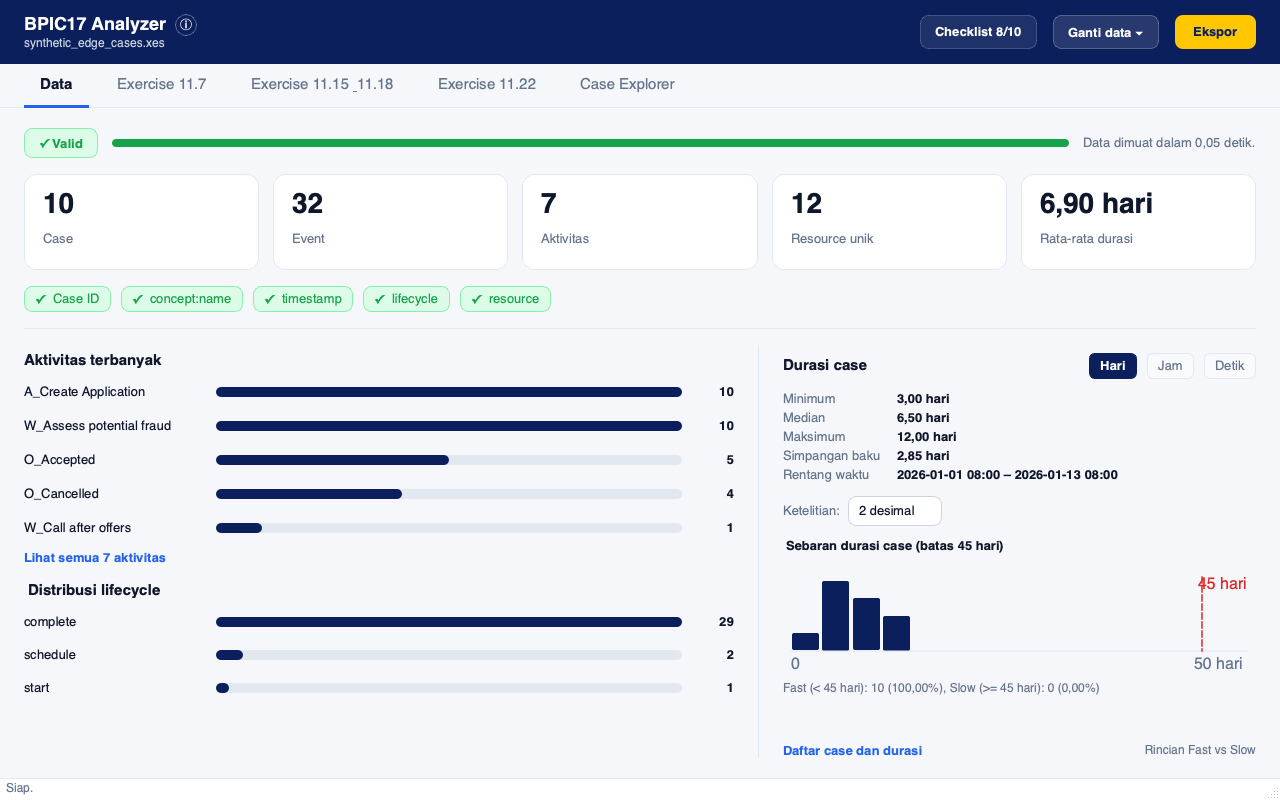 BPIC17 Analyzer ⓘ
synthetic_edge_cases.xes
Checklist 8/10
Ganti data
Ekspor
Data
Exercise 11.7
Exercise 11.15 _11.18
Exercise 11.22
Case Explorer
✓ Valid
Data dimuat dalam 0,05 detik.
10
Case
32
Event
7
Aktivitas
12
Resource unik
6,90 hari
Rata-rata durasi
✓ Case ID
✓ concept:name
✓ timestamp
✓ lifecycle
✓ resource
Aktivitas terbanyak
A_Create Application 10
W_Assess potential fraud 10
O_Accepted 5
O_Cancelled 4
W_Call after offers 1
Lihat semua 7 aktivitas
Distribusi lifecycle
complete 29
schedule 2
start 1
Durasi case
Hari
Jam
Detik
Minimum 3,00 hari
Median 6,50 hari
Maksimum 12,00 hari
Simpangan baku 2,85 hari
Rentang waktu 2026-01-01 08:00 – 2026-01-13 08:00
Ketelitian: 2 desimal
Sebaran durasi case (batas 45 hari)
45 hari
0
50 hari
Fast (< 45 hari): 10 (100,00%), Slow (>= 45 hari): 0 (0,00%)
Daftar case dan durasi
Rincian Fast vs Slow
Siap.